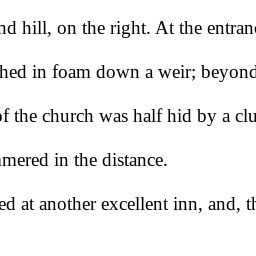 nd hill, on the right. At the entran
hed in foam down a weir; beyond
of the church was half hid by a clu
mered in the distance.
ed at another excellent inn, and, th